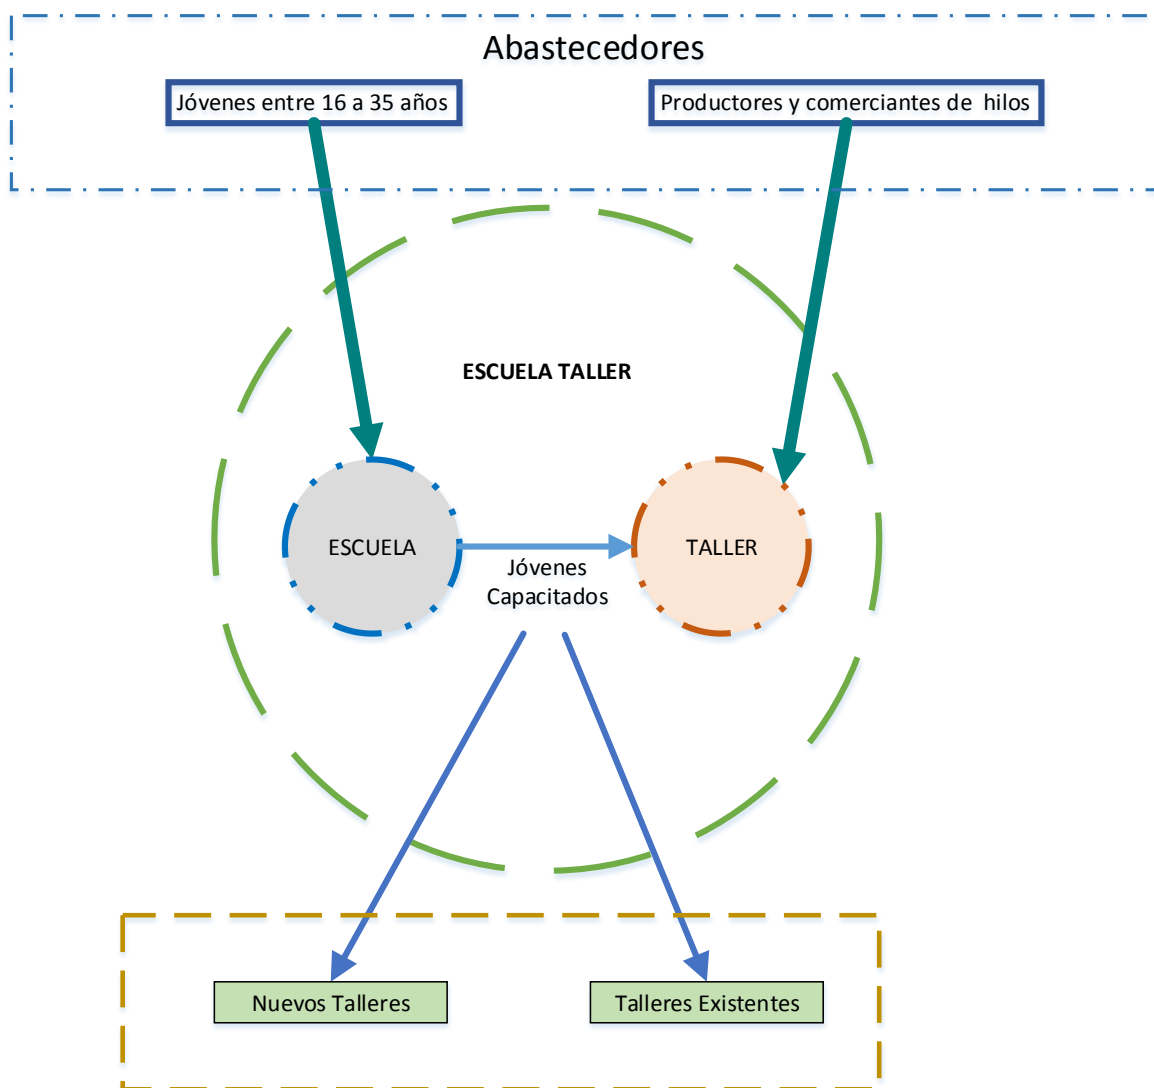 Abastecedores
Jóvenes entre 16 a 35 años
Productores y comerciantes de hilos
ESCUELA TALLER
ESCUELA
TALLER
Jóvenes
Capacitados
Nuevos Talleres
Talleres Existentes